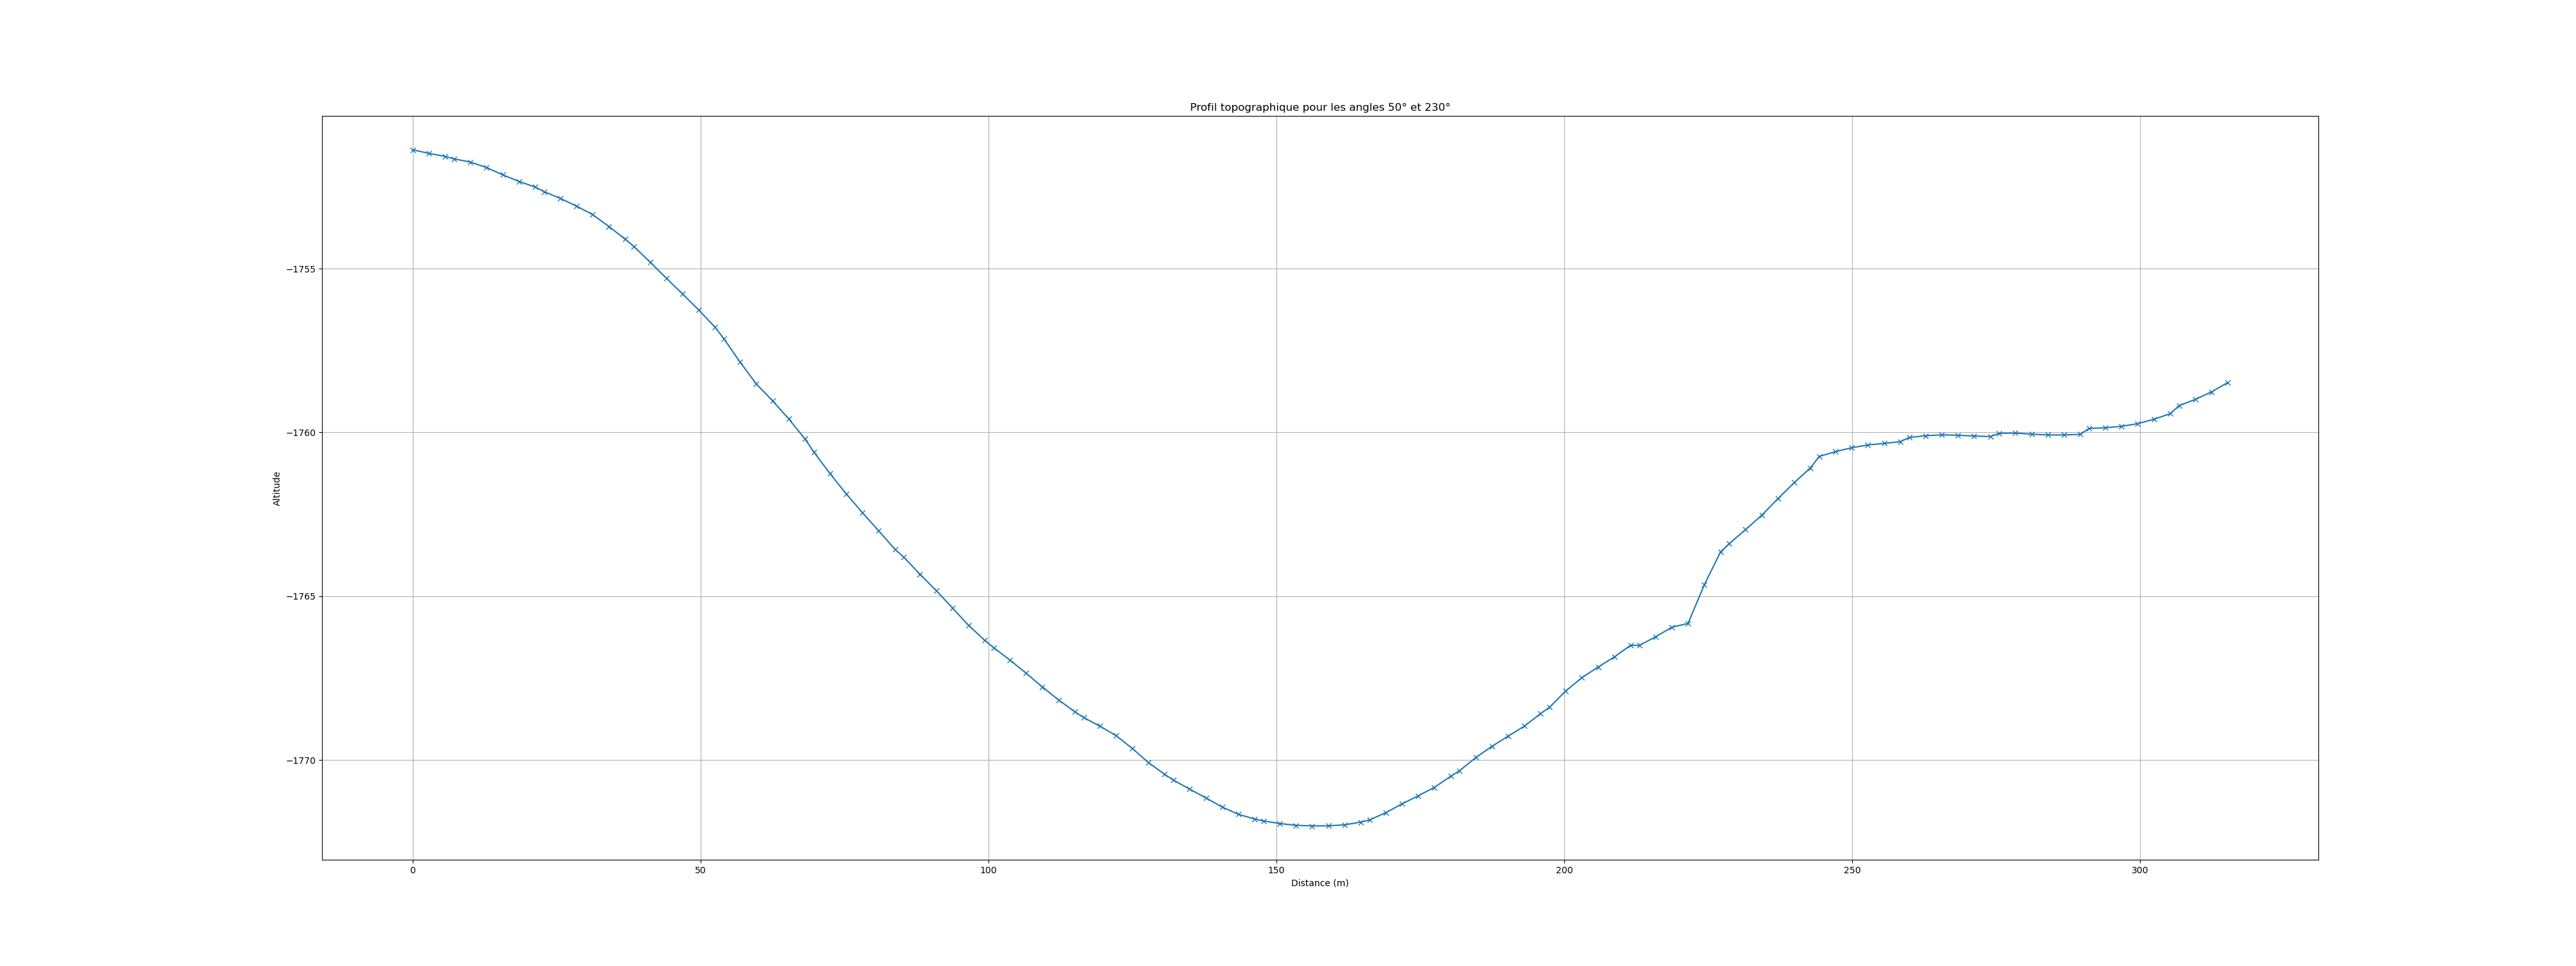 Profil topographique pour les angles 50° et 230°
Altitude
−1755
−1760
−1765
−1770
0 50 100 150 200 250 300
Distance (m)